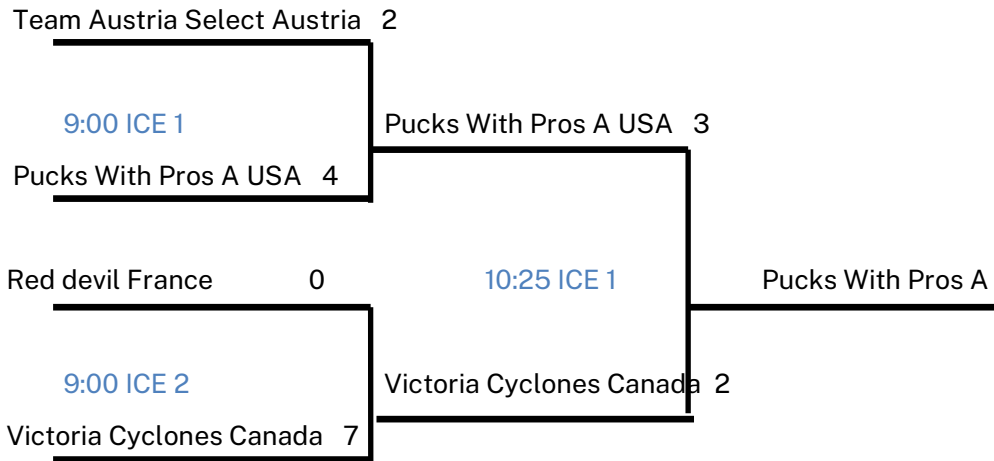 Team Austria Select Austria 2
9:00 ICE 1
Pucks With Pros A USA 3
Pucks With Pros A USA 4
Red devil France 0
10:25 ICE 1
Pucks With Pros A
9:00 ICE 2
Victoria Cyclones Canada 2
Victoria Cyclones Canada 7